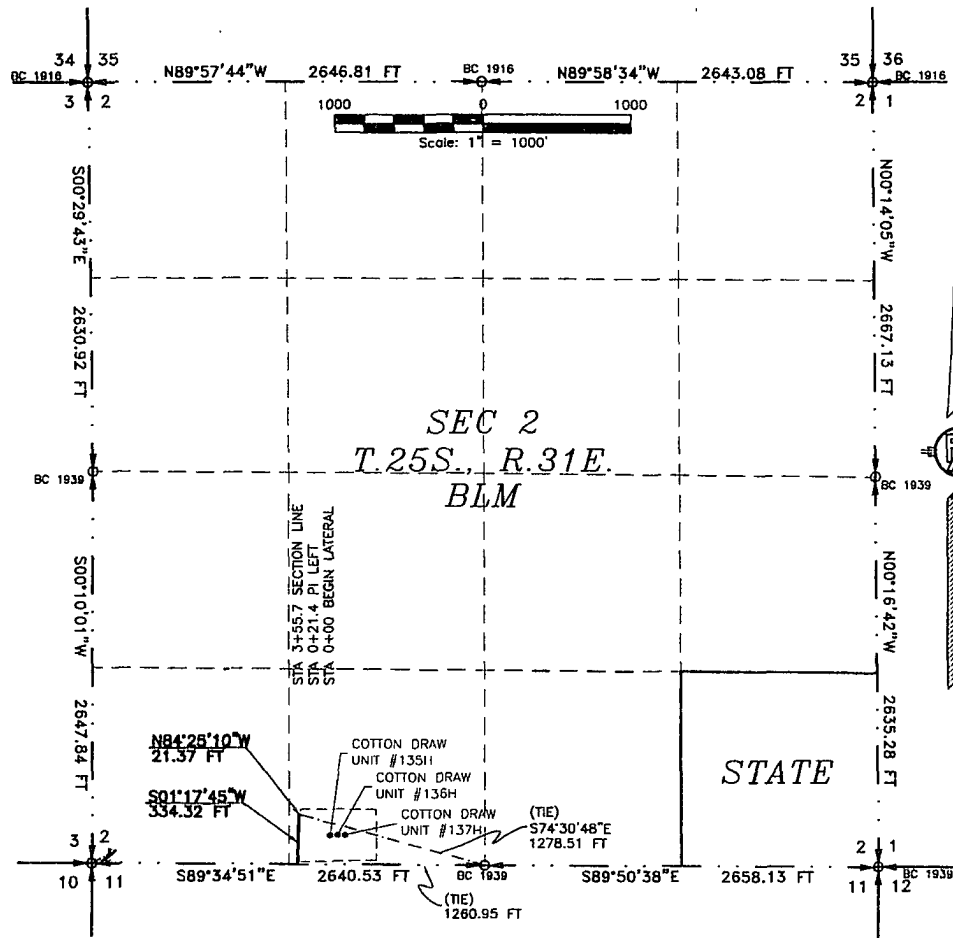 34 35
BC 1916
3 2
N89°57'44"W 2646.81 FT
BC 1916
N89°58'34"W 2643.08 FT
35 36
BC 1916
2 1
1000 0 1000
Scale: 1" = 1000'
S00°29'43"E 2630.92 FT
N00°14'05"W 2667.13 FT
SEC 2
T.25S., R.31E.
BLM
BC 1939
BC 1939
STA 3+55.7 SECTION LINE
STA 0+21.4 PI LEFT
STA 0+00 BEGIN LATERAL
S00°10'01"W 2647.84 FT
N00°16'42"W 2635.28 FT
N84°25'10"W
21.37 FT
S01°17'45"W
334.32 FT
COTTON DRAW
UNIT #135H
COTTON DRAW
UNIT #136H
COTTON DRAW
UNIT #137H
(TIE)
S74°30'48"E
1278.51 FT
STATE
3 2
10 11
S89°34'51"E 2640.53 FT
BC 1939
S89°50'38"E 2658.13 FT
(TIE)
1260.95 FT
2 1
BC 1939
11 12